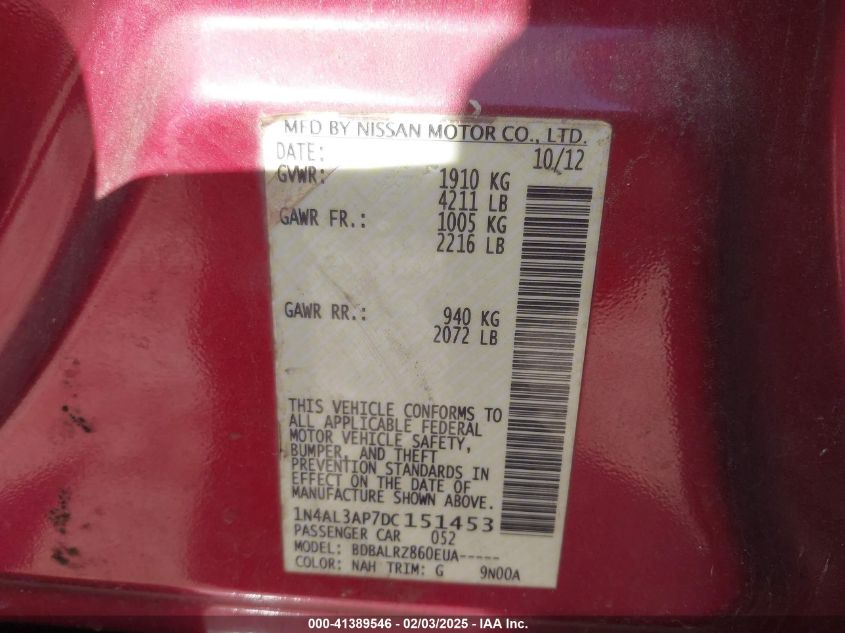 MFD BY NISSAN MOTOR CO., LTD.
DATE: 10/12
GVWR: 1910 KG
4211 LB
GAWR FR.: 1005 KG
2216 LB
GAWR RR.: 940 KG
2072 LB
THIS VEHICLE CONFORMS TO
ALL APPLICABLE FEDERAL
MOTOR VEHICLE SAFETY,
BUMPER, AND THEFT
PREVENTION STANDARDS IN
EFFECT ON THE DATE OF
MANUFACTURE SHOWN ABOVE.
1N4AL3AP7DC151453
PASSENGER CAR 052
MODEL: BDBALRZ860EUA-----
COLOR: NAH TRIM: G 9N00A
000-41389546 - 02/03/2025 - IAA Inc.